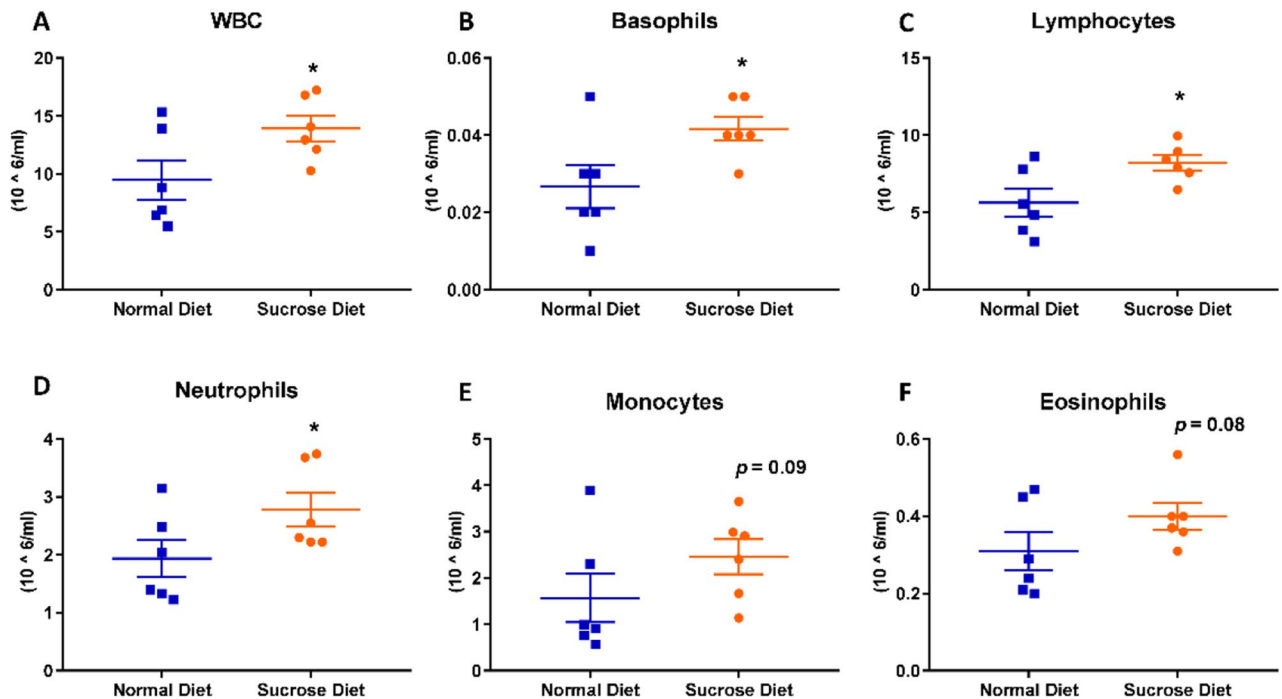 A
WBC
20
15
10
5
0
(10 ^ 6/ml)
*
Normal Diet
Sucrose Diet
B
Basophils
0.06
0.04
0.02
0.00
(10 ^ 6/ml)
*
Normal Diet
Sucrose Diet
C
Lymphocytes
15
10
5
0
(10 ^ 6/ml)
*
Normal Diet
Sucrose Diet
D
Neutrophils
4
3
2
1
0
(10 ^ 6/ml)
*
Normal Diet
Sucrose Diet
E
Monocytes
5
4
3
2
1
0
(10 ^ 6/ml)
p = 0.09
Normal Diet
Sucrose Diet
F
Eosinophils
0.6
0.4
0.2
0.0
(10 ^ 6/ml)
p = 0.08
Normal Diet
Sucrose Diet